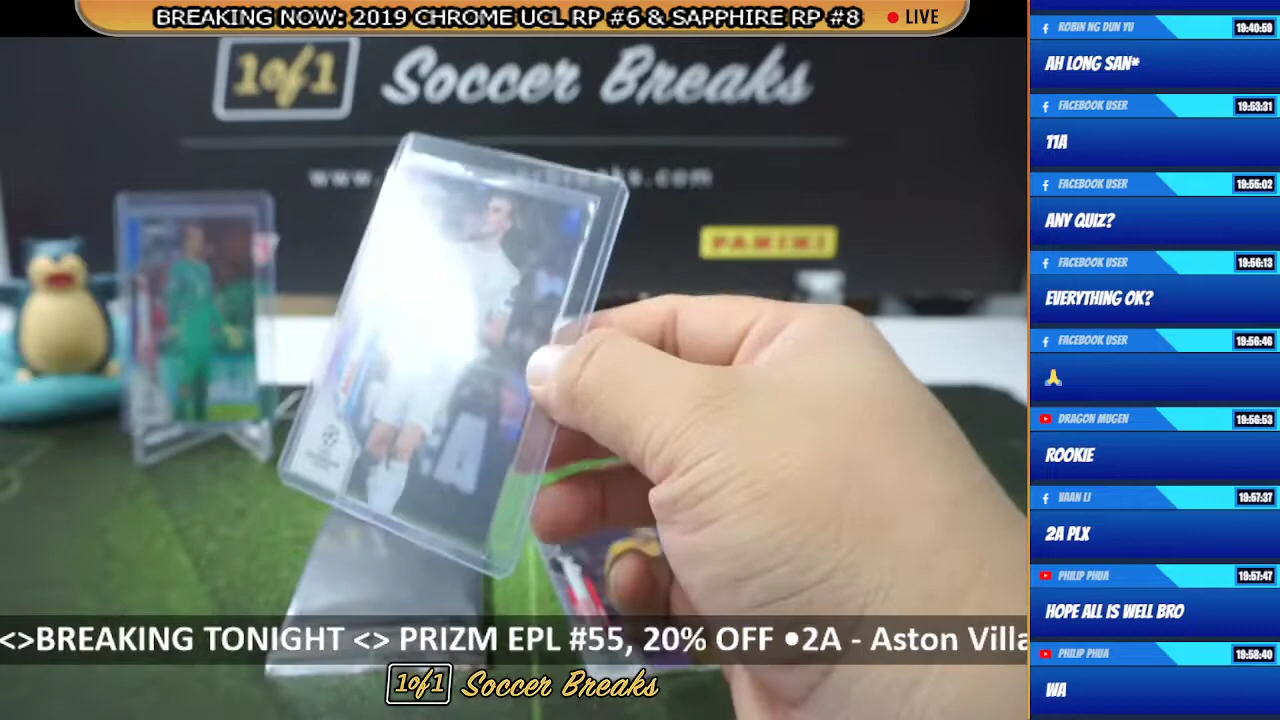 BREAKING NOW: 2019 CHROME UCL RP #6 & SAPPHIRE RP #8
LIVE
1of1 Soccer Breaks
PANINI
<>BREAKING TONIGHT <> PRIZM EPL #55, 20% OFF •2A - Aston Villa
1of1 Soccer Breaks
ROBIN NG DUN YU 19:40:59
AH LONG SAN*
FACEBOOK USER 19:53:31
11A
FACEBOOK USER 19:55:02
ANY QUIZ?
FACEBOOK USER 19:56:13
EVERYTHING OK?
FACEBOOK USER 19:56:46
🙏
DRAGON MUGEN 19:56:53
ROOKIE
VAAN LI 19:57:37
2A PLX
PHILIP PHUA 19:57:47
HOPE ALL IS WELL BRO
PHILIP PHUA 19:58:40
WA